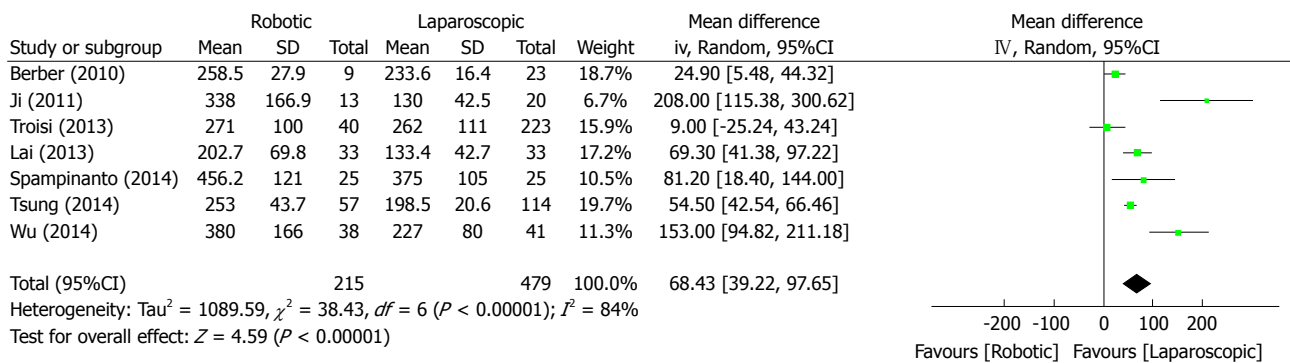 Robotic Laparoscopic Mean difference Mean difference
Study or subgroup Mean SD Total Mean SD Total Weight iv, Random, 95%CI IV, Random, 95%CI
Berber (2010) 258.5 27.9 9 233.6 16.4 23 18.7% 24.90 [5.48, 44.32]
Ji (2011) 338 166.9 13 130 42.5 20 6.7% 208.00 [115.38, 300.62]
Troisi (2013) 271 100 40 262 111 223 15.9% 9.00 [-25.24, 43.24]
Lai (2013) 202.7 69.8 33 133.4 42.7 33 17.2% 69.30 [41.38, 97.22]
Spampinanto (2014) 456.2 121 25 375 105 25 10.5% 81.20 [18.40, 144.00]
Tsung (2014) 253 43.7 57 198.5 20.6 114 19.7% 54.50 [42.54, 66.46]
Wu (2014) 380 166 38 227 80 41 11.3% 153.00 [94.82, 211.18]
Total (95%CI) 215 479 100.0% 68.43 [39.22, 97.65]
Heterogeneity: Tau² = 1089.59, χ² = 38.43, df = 6 (P < 0.00001); I² = 84%
Test for overall effect: Z = 4.59 (P < 0.00001)
-200 -100 0 100 200
Favours [Robotic] Favours [Laparoscopic]